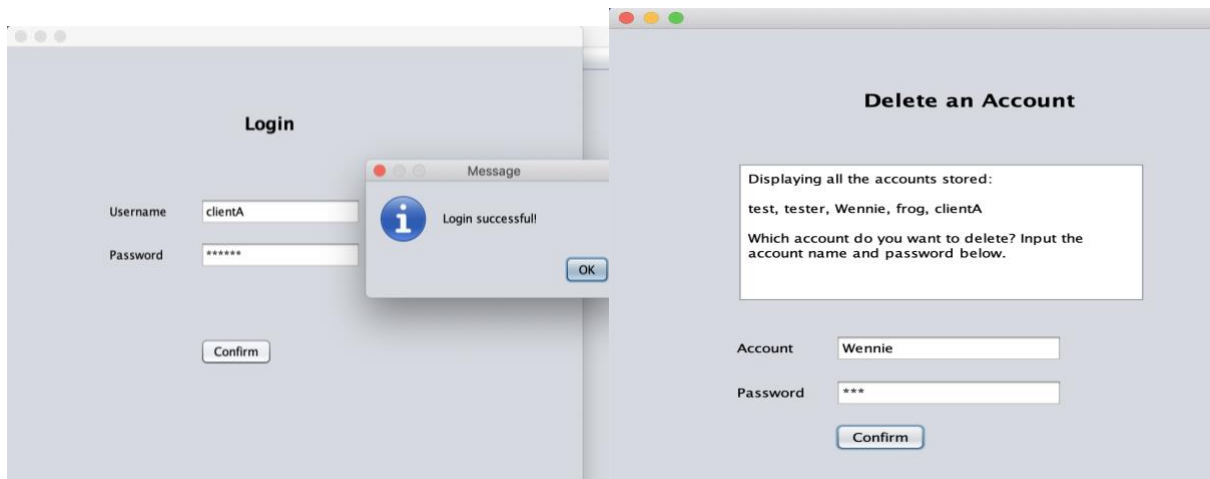 Login
Username clientA
Password ******
Confirm
Message
Login successful!
OK
Delete an Account
Displaying all the accounts stored:
test, tester, Wennie, frog, clientA
Which account do you want to delete? Input the
account name and password below.
Account Wennie
Password ***
Confirm